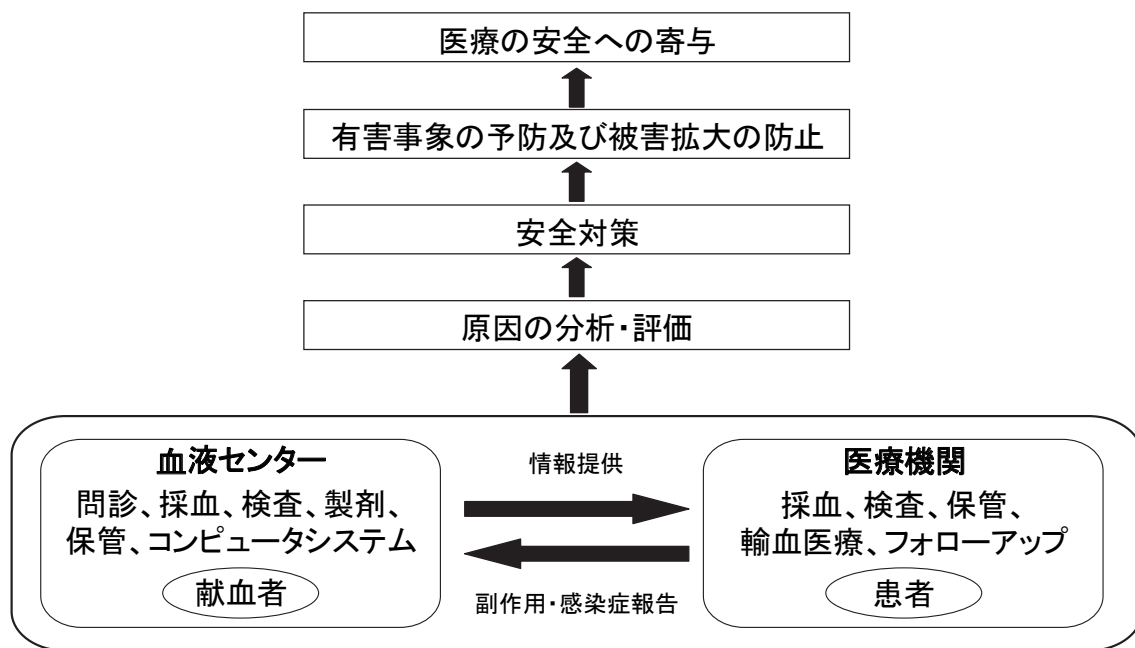 医療の安全への寄与
有害事象の予防及び被害拡大の防止
安全対策
原因の分析・評価
血液センター
問診、採血、検査、製剤、
保管、コンピュータシステム
献血者
情報提供
副作用・感染症報告
医療機関
採血、検査、保管、
輸血医療、フォローアップ
患者